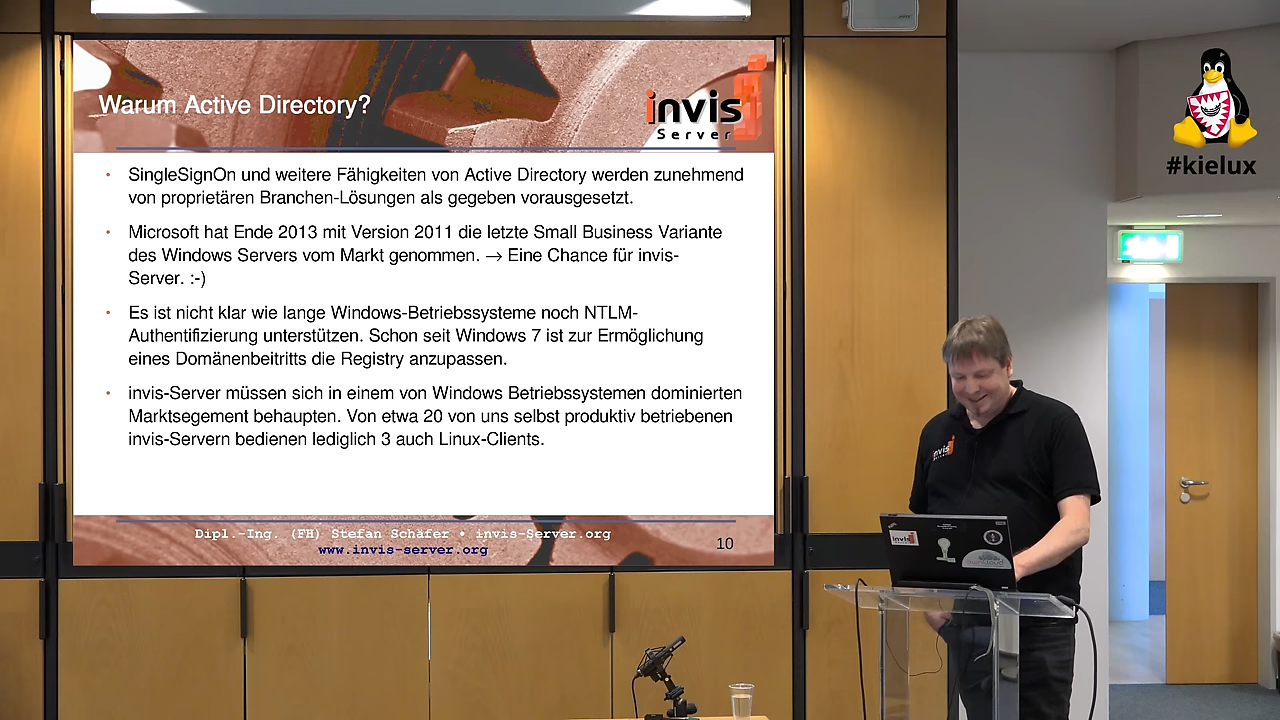 Warum Active Directory?
invis
Server
SingleSignOn und weitere Fähigkeiten von Active Directory werden zunehmend
von proprietären Branchen-Lösungen als gegeben vorausgesetzt.
Microsoft hat Ende 2013 mit Version 2011 die letzte Small Business Variante
des Windows Servers vom Markt genommen. → Eine Chance für invis-
Server. :-)
Es ist nicht klar wie lange Windows-Betriebssysteme noch NTLM-
Authentifizierung unterstützen. Schon seit Windows 7 ist zur Ermöglichung
eines Domänenbeitritts die Registry anzupassen.
invis-Server müssen sich in einem von Windows Betriebssystemen dominierten
Marktsegement behaupten. Von etwa 20 von uns selbst produktiv betriebenen
invis-Servern bedienen lediglich 3 auch Linux-Clients.
Dipl.-Ing. (FH) Stefan Schäfer • invis-Server.org
www.invis-server.org
10
#kielux
invis
invis